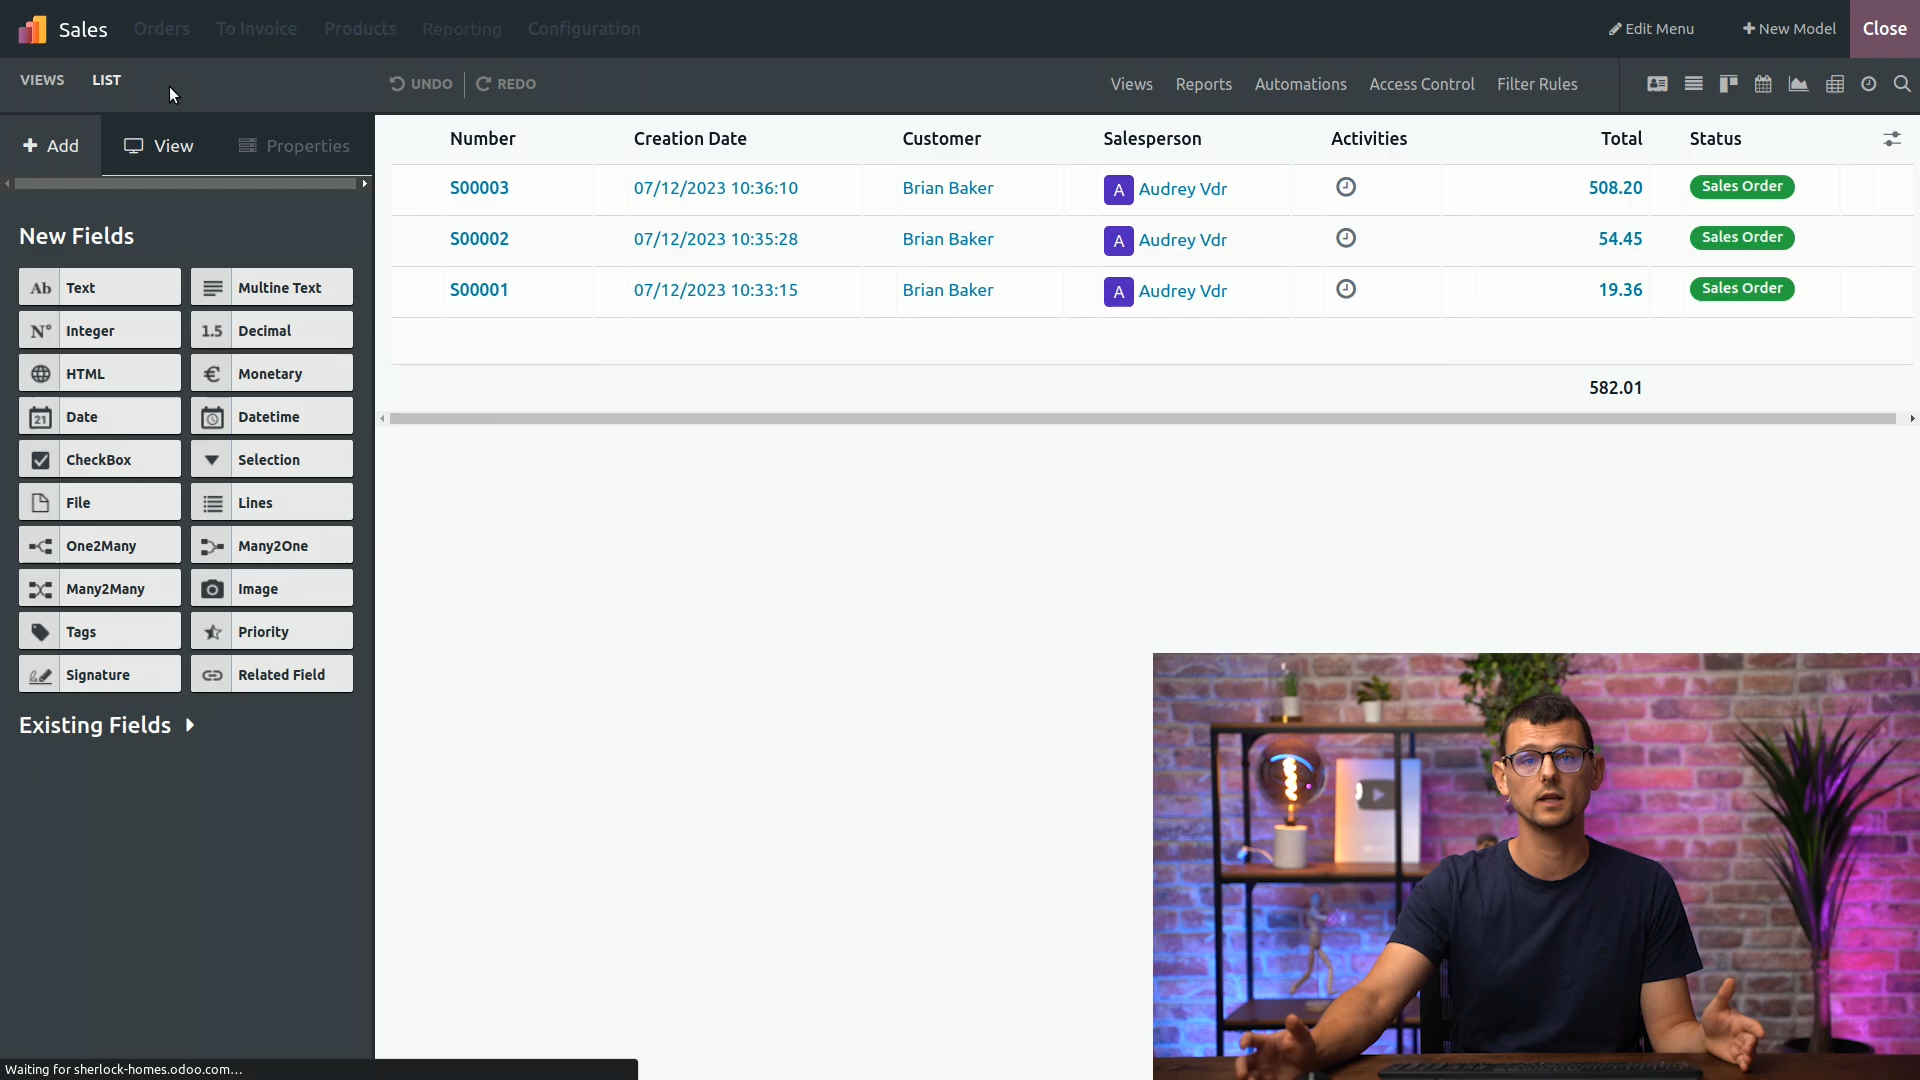 Sales Orders To Invoice Products Reporting Configuration Edit Menu New Model Close
VIEWS LIST UNDO REDO Views Reports Automations Access Control Filter Rules
Add View Properties
Number Creation Date Customer Salesperson Activities Total Status
S00003 07/12/2023 10:36:10 Brian Baker A Audrey Vdr 508.20 Sales Order
S00002 07/12/2023 10:35:28 Brian Baker A Audrey Vdr 54.45 Sales Order
S00001 07/12/2023 10:33:15 Brian Baker A Audrey Vdr 19.36 Sales Order
582.01
New Fields
Ab Text Multine Text
N° Integer 1.5 Decimal
HTML € Monetary
21 Date Datetime
CheckBox Selection
File Lines
One2Many Many2One
Many2Many Image
Tags Priority
Signature Related Field
Existing Fields
Waiting for sherlock-homes.odoo.com...